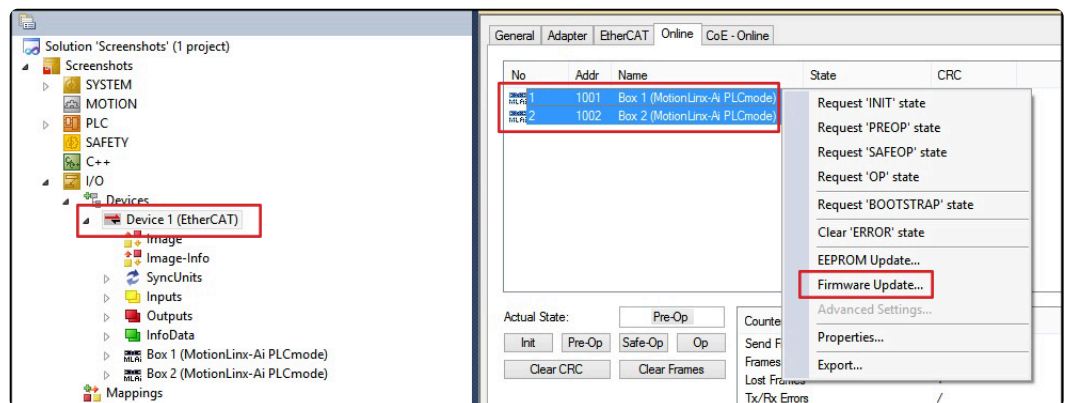 Solution 'Screenshots' (1 project)
Screenshots
SYSTEM
MOTION
PLC
SAFETY
C++
I/O
Devices
Device 1 (EtherCAT)
Image
Image-Info
SyncUnits
Inputs
Outputs
InfoData
Box 1 (MotionLinx-Ai PLCmode)
Box 2 (MotionLinx-Ai PLCmode)
Mappings
General Adapter EtherCAT Online CoE - Online
No Addr Name State CRC
1 1001 Box 1 (MotionLinx-Ai PLCmode)
2 1002 Box 2 (MotionLinx-Ai PLCmode)
Request 'INIT' state
Request 'PREOP' state
Request 'SAFEOP' state
Request 'OP' state
Request 'BOOTSTRAP' state
Clear 'ERROR' state
EEPROM Update...
Firmware Update...
Advanced Settings...
Properties...
Export...
Actual State: Pre-Op
Init Pre-Op Safe-Op Op
Clear CRC Clear Frames
Counte
Send F
Frames
Lost Frames
Tx/Rx Errors /